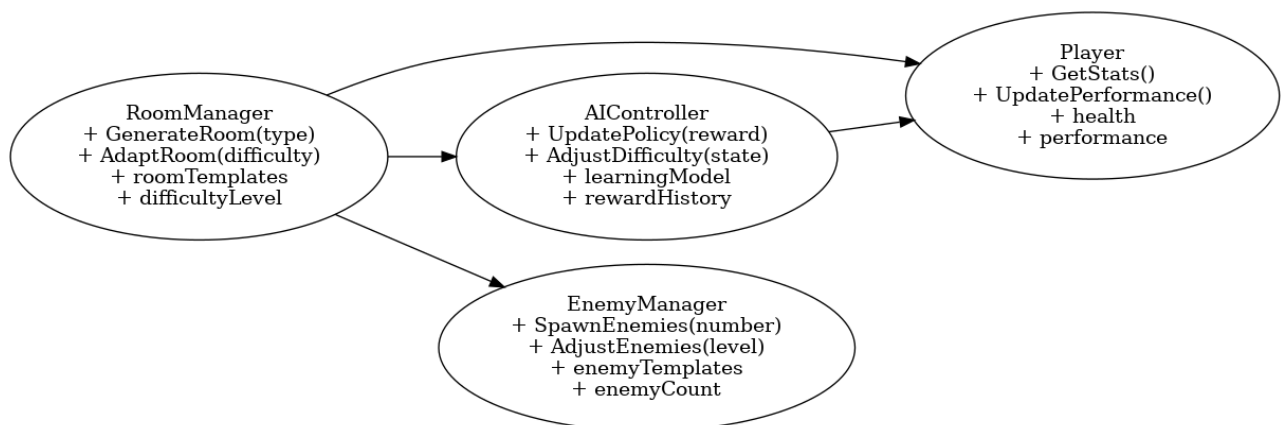 RoomManager
+ GenerateRoom(type)
+ AdaptRoom(difficulty)
+ roomTemplates
+ difficultyLevel
AIController
+ UpdatePolicy(reward)
+ AdjustDifficulty(state)
+ learningModel
+ rewardHistory
Player
+ GetStats()
+ UpdatePerformance()
+ health
+ performance
EnemyManager
+ SpawnEnemies(number)
+ AdjustEnemies(level)
+ enemyTemplates
+ enemyCount